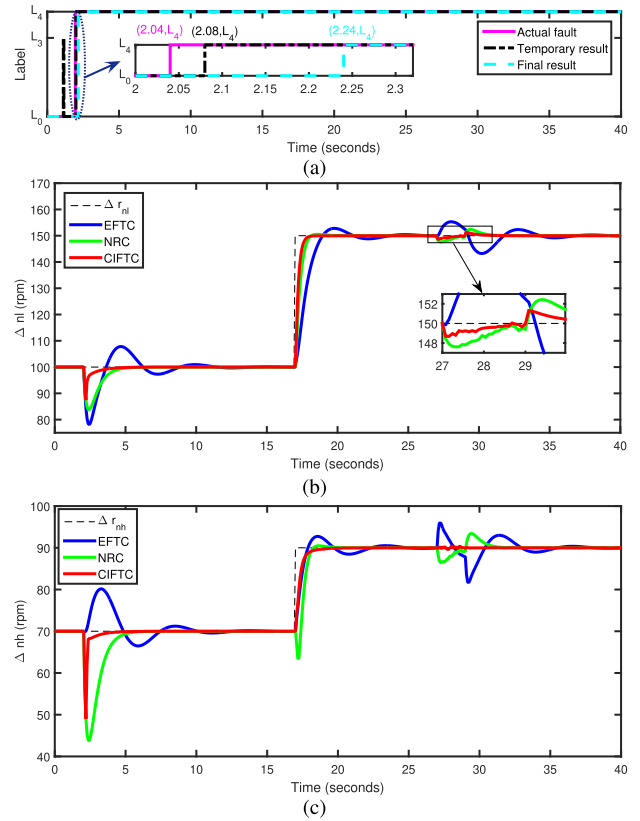 L₄
L₃
L₀
Label
(2.04,L₄) (2.08,L₄) (2.24,L₄)
L₄
L₀
2 2.05 2.1 2.15 2.2 2.25 2.3
Actual fault
Temporary result
Final result
0 5 10 15 20 25 30 35 40
Time (seconds)
(a)
170
160
150
140
130
120
110
100
90
80
Δ nl (rpm)
Δ rₙₗ
EFTC
NRC
CIFTC
152
150
148
27 28 29
0 5 10 15 20 25 30 35 40
Time (seconds)
(b)
100
90
80
70
60
50
40
Δ nh (rpm)
Δ rₙₕ
EFTC
NRC
CIFTC
0 5 10 15 20 25 30 35 40
Time (seconds)
(c)